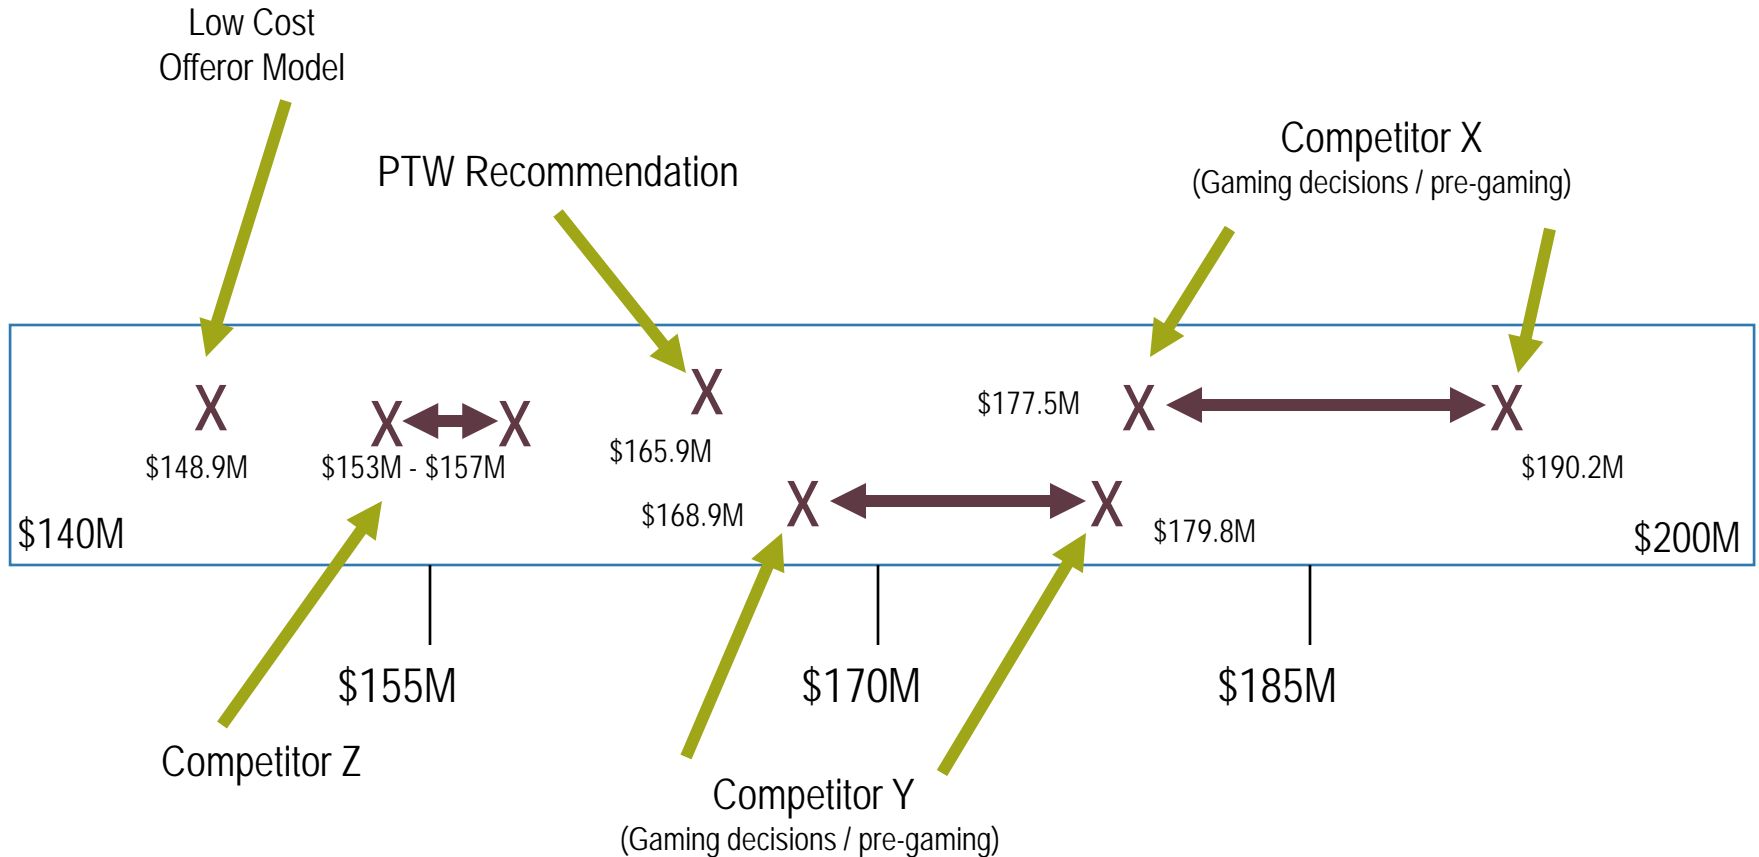 Low Cost
Offeror Model
PTW Recommendation
Competitor X
(Gaming decisions / pre-gaming)
X
X
X
X
X
X
$177.5M
$148.9M
$153M - $157M
$165.9M
$190.2M
X
X
$168.9M
$179.8M
$140M
$200M
$155M
$170M
$185M
Competitor Z
Competitor Y
(Gaming decisions / pre-gaming)